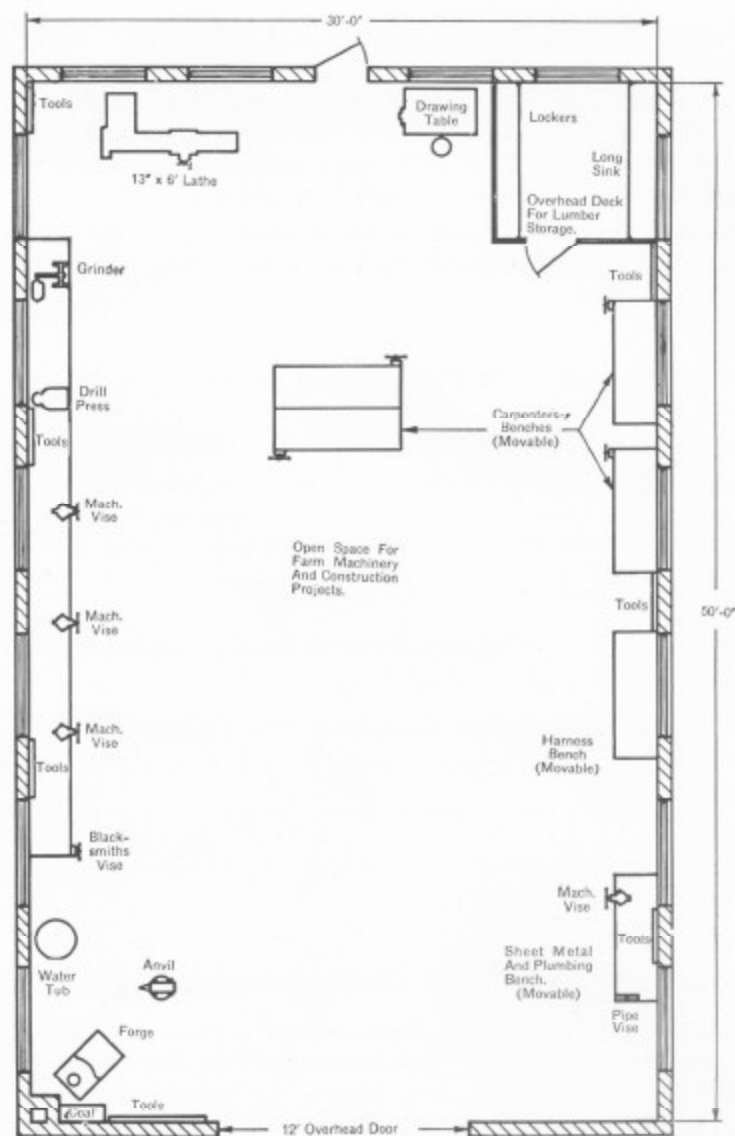 30'-0"
Tools
13" x 6' Lathe
Drawing
Table
Lockers
Long
Sink
Overhead Deck
For Lumber
Storage.
Grinder
Tools
Drill
Press
Tools
Carpenters
Benches
(Movable)
Mach.
Vise
Open Space For
Farm Machinery
And Construction
Projects.
Mach.
Vise
Tools
50'-0"
Mach.
Vise
Tools
Harness
Bench
(Movable)
Black-
smiths
Vise
Mach.
Vise
Tools
Water
Tub
Anvil
Sheet Metal
And Plumbing
Bench.
(Movable)
Pipe
Vise
Forge
Coal
Tools
12' Overhead Door